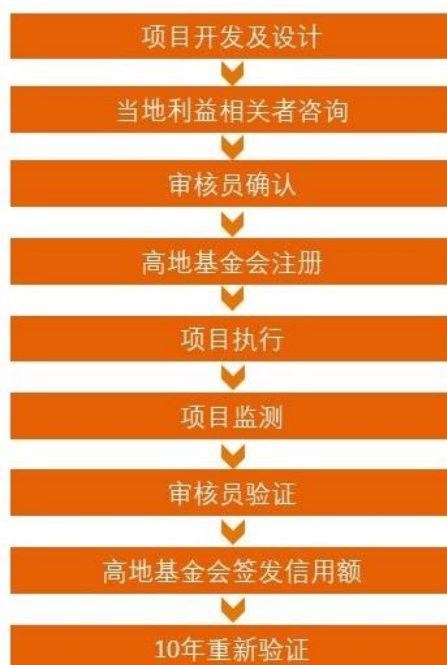 项目开发及设计
当地利益相关者咨询
审核员确认
高地基金会注册
项目执行
项目监测
审核员验证
高地基金会签发信用额
10年重新验证